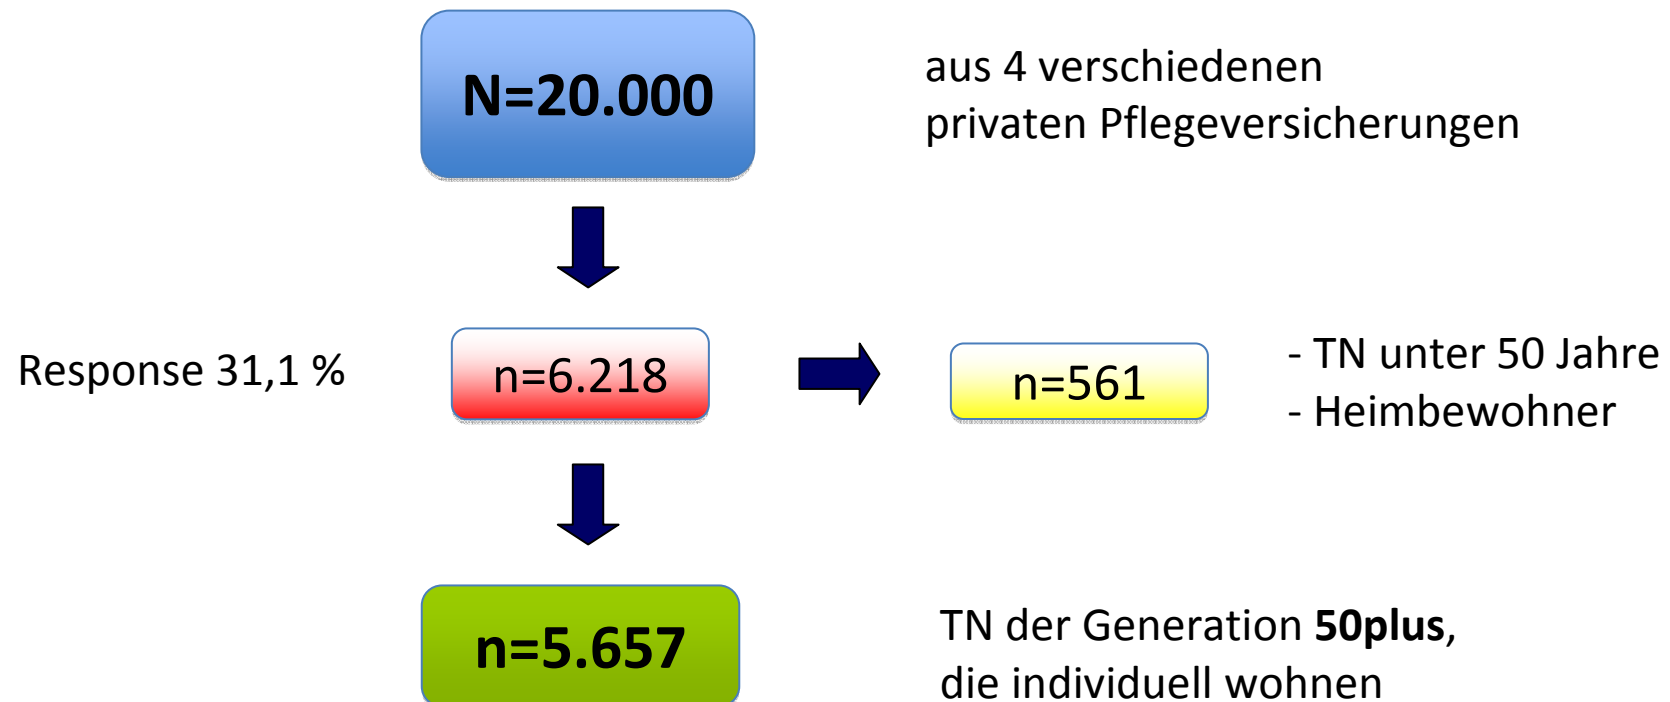 N=20.000
aus 4 verschiedenen
privaten Pflegeversicherungen
Response 31,1 %
n=6.218
n=561
- TN unter 50 Jahre
- Heimbewohner
n=5.657
TN der Generation 50plus,
die individuell wohnen